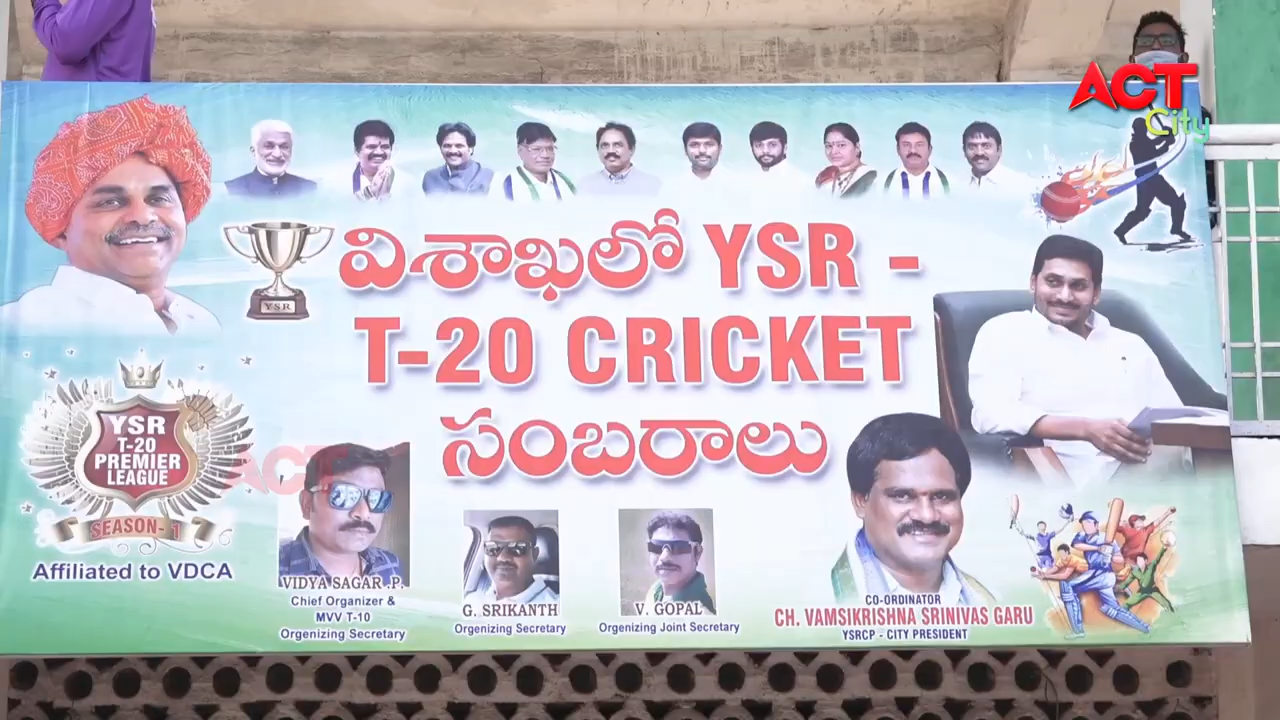 ACT
City
YSR
విశాఖలో YSR -
T-20 CRICKET
సంబరాలు
YSR
T-20
PREMIER
LEAGUE
SEASON- 1
Affiliated to VDCA
ACT
VIDYA SAGAR .P.
Chief Organizer &
MVV T-10
Organizing Secretary
G. SRIKANTH
Organizing Secretary
V. GOPAL
Organizing Joint Secretary
CO-ORDINATOR
CH. VAMSIKRISHNA SRINIVAS GARU
YSRCP - CITY PRESIDENT